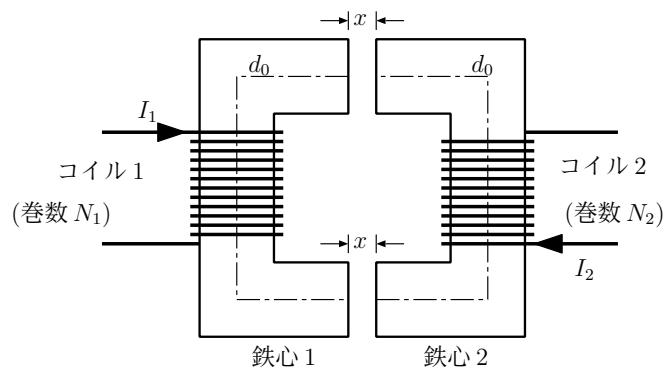 x
d₀
d₀
I₁
コイル 1
(巻数 N₁)
コイル 2
(巻数 N₂)
x
I₂
鉄心 1
鉄心 2